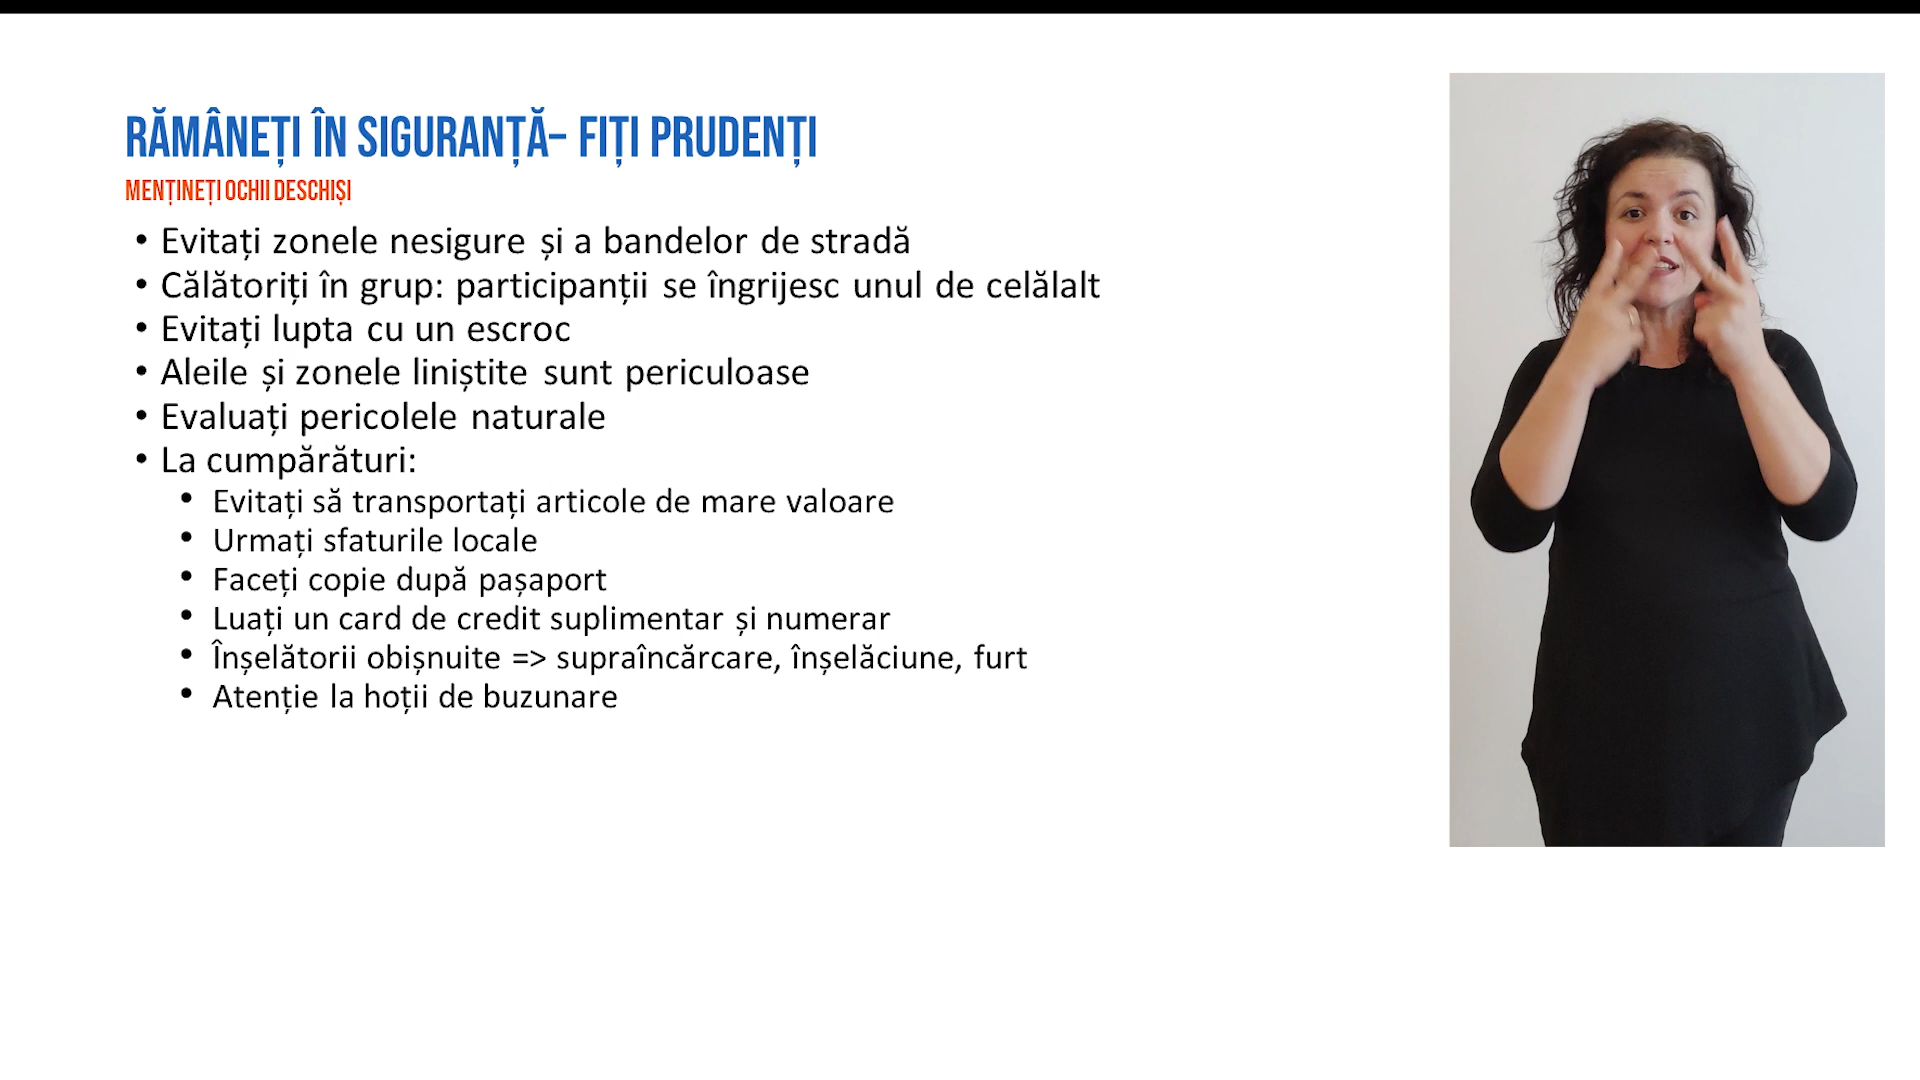 RĂMÂNEȚI ÎN SIGURANȚĂ– FIȚI PRUDENȚI
MENȚINEȚI OCHII DESCHIȘI
• Evitați zonele nesigure și a bandelor de stradă
• Călătoriți în grup: participanții se îngrijesc unul de celălalt
• Evitați lupta cu un escroc
• Aleile și zonele liniștite sunt periculoase
• Evaluați pericolele naturale
• La cumpărături:
• Evitați să transportați articole de mare valoare
• Urmați sfaturile locale
• Faceți copie după pașaport
• Luați un card de credit suplimentar și numerar
• Înșelătorii obișnuite => supraîncărcare, înșelăciune, furt
• Atenție la hoții de buzunare